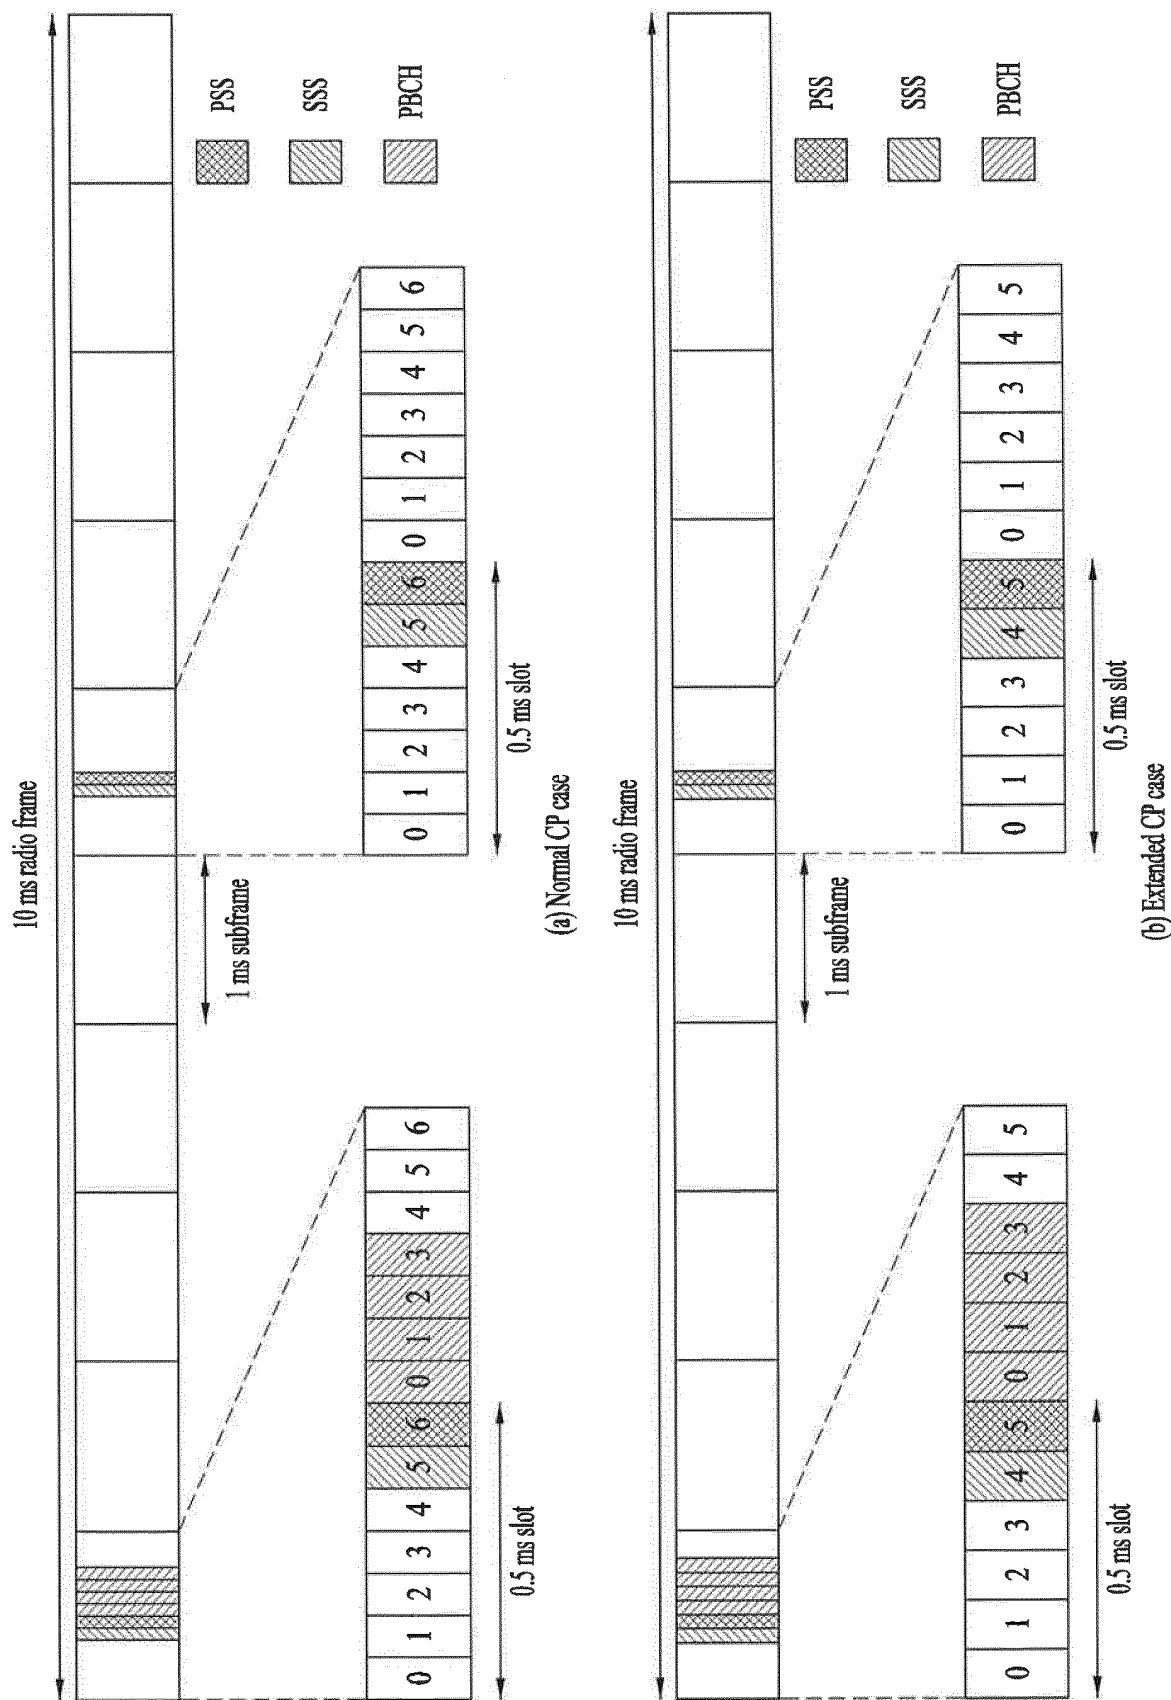 10 ms radio frame
PSS
SSS
PBCH
1 ms subframe
0 1 2 3 4 5 6 0 1 2 3 4 5 6
0 1 2 3 4 5 6 0 1 2 3 4 5 6
0.5 ms slot
0.5 ms slot
(a) Normal CP case
10 ms radio frame
PSS
SSS
PBCH
1 ms subframe
0 1 2 3 4 5 0 1 2 3 4 5
0 1 2 3 4 5 0 1 2 3 4 5
0.5 ms slot
0.5 ms slot
(b) Extended CP case